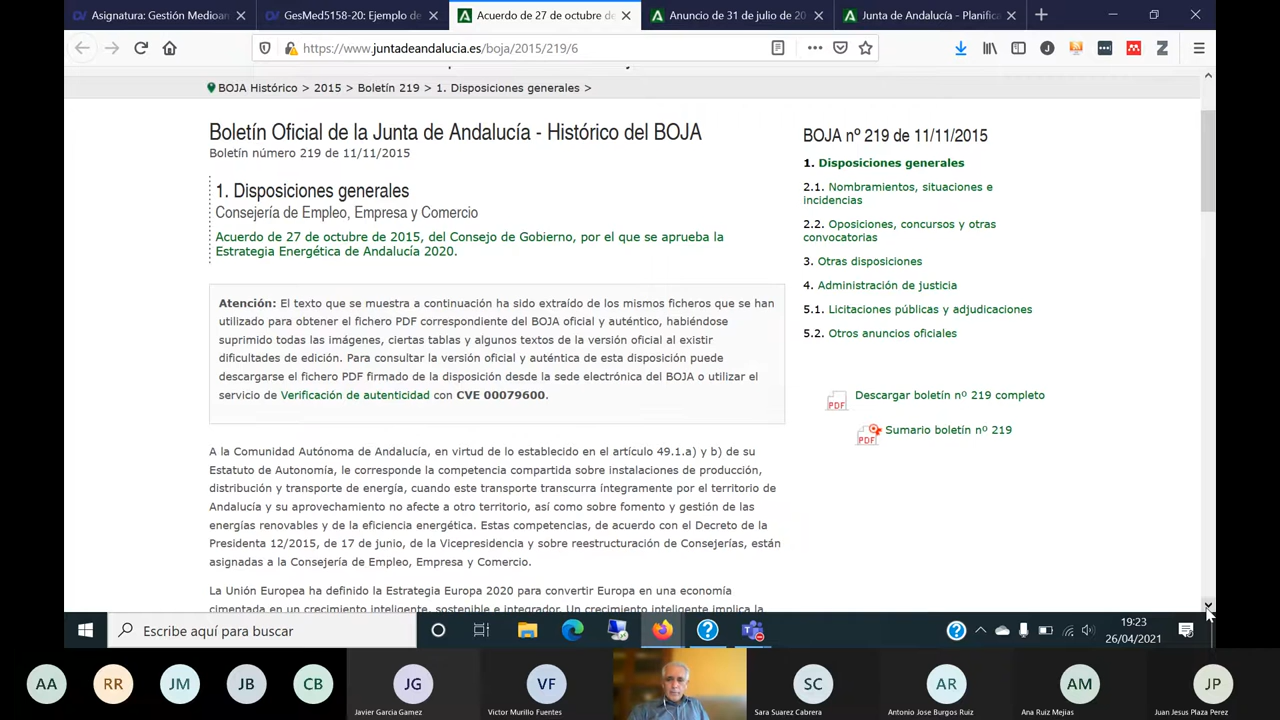 Asignatura: Gestión Medioam
GesMed5158-20: Ejemplo de
Acuerdo de 27 de octubre de
Anuncio de 31 de julio de 20
Junta de Andalucía - Planifica
https://www.juntadeandalucia.es/boja/2015/219/6
BOJA Histórico > 2015 > Boletín 219 > 1. Disposiciones generales >
Boletín Oficial de la Junta de Andalucía - Histórico del BOJA
Boletín número 219 de 11/11/2015
1. Disposiciones generales
Consejería de Empleo, Empresa y Comercio
Acuerdo de 27 de octubre de 2015, del Consejo de Gobierno, por el que se aprueba la
Estrategia Energética de Andalucía 2020.
Atención: El texto que se muestra a continuación ha sido extraído de los mismos ficheros que se han
utilizado para obtener el fichero PDF correspondiente del BOJA oficial y auténtico, habiéndose
suprimido todas las imágenes, ciertas tablas y algunos textos de la versión oficial al existir
dificultades de edición. Para consultar la versión oficial y auténtica de esta disposición puede
descargarse el fichero PDF firmado de la disposición desde la sede electrónica del BOJA o utilizar el
servicio de Verificación de autenticidad con CVE 00079600.
A la Comunidad Autónoma de Andalucía, en virtud de lo establecido en el artículo 49.1.a) y b) de su
Estatuto de Autonomía, le corresponde la competencia compartida sobre instalaciones de producción,
distribución y transporte de energía, cuando este transporte transcurra íntegramente por el territorio de
Andalucía y su aprovechamiento no afecte a otro territorio, así como sobre fomento y gestión de las
energías renovables y de la eficiencia energética. Estas competencias, de acuerdo con el Decreto de la
Presidenta 12/2015, de 17 de junio, de la Vicepresidencia y sobre reestructuración de Consejerías, están
asignadas a la Consejería de Empleo, Empresa y Comercio.
La Unión Europea ha definido la Estrategia Europa 2020 para convertir Europa en una economía
cimentada en un crecimiento inteligente, sostenible e integrador. Un crecimiento inteligente implica la
BOJA nº 219 de 11/11/2015
1. Disposiciones generales
2.1. Nombramientos, situaciones e
incidencias
2.2. Oposiciones, concursos y otras
convocatorias
3. Otras disposiciones
4. Administración de justicia
5.1. Licitaciones públicas y adjudicaciones
5.2. Otros anuncios oficiales
PDF Descargar boletín nº 219 completo
PDF Sumario boletín nº 219
Escribe aquí para buscar
19:23
26/04/2021
AA
RR
JM
JB
CB
JG
Javier Garcia Gamez
VF
Victor Murillo Fuentes
SC
Sara Suarez Cabrera
AR
Antonio Jose Burgos Ruiz
AM
Ana Ruiz Mejias
JP
Juan Jesus Plaza Perez